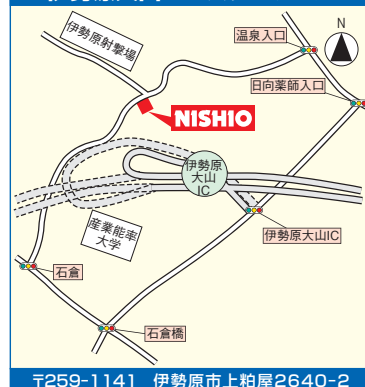 伊勢原射撃場
温泉入口
N
日向薬師入口
NISHIO
伊勢原
大山
IC
産業能率
大学
伊勢原大山IC
石倉
石倉橋
〒259-1141 伊勢原市上粕屋2640-2